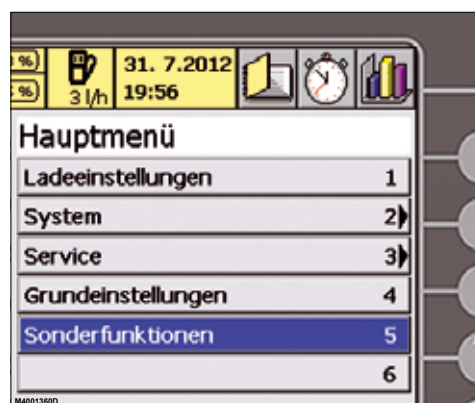 %)
%)
3 l/h
31. 7.2012
19:56
Hauptmenü
Ladeeinstellungen 1
System 2
Service 3
Grundeinstellungen 4
Sonderfunktionen 5
6
M4001360D